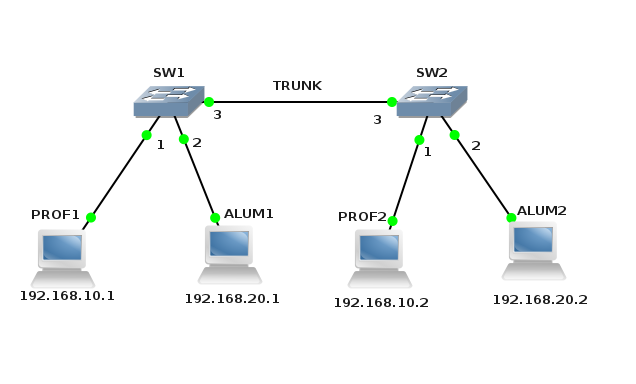 SW1
TRUNK
SW2
3
3
1
2
1
2
PROF1
ALUM1
PROF2
ALUM2
192.168.10.1
192.168.20.1
192.168.10.2
192.168.20.2